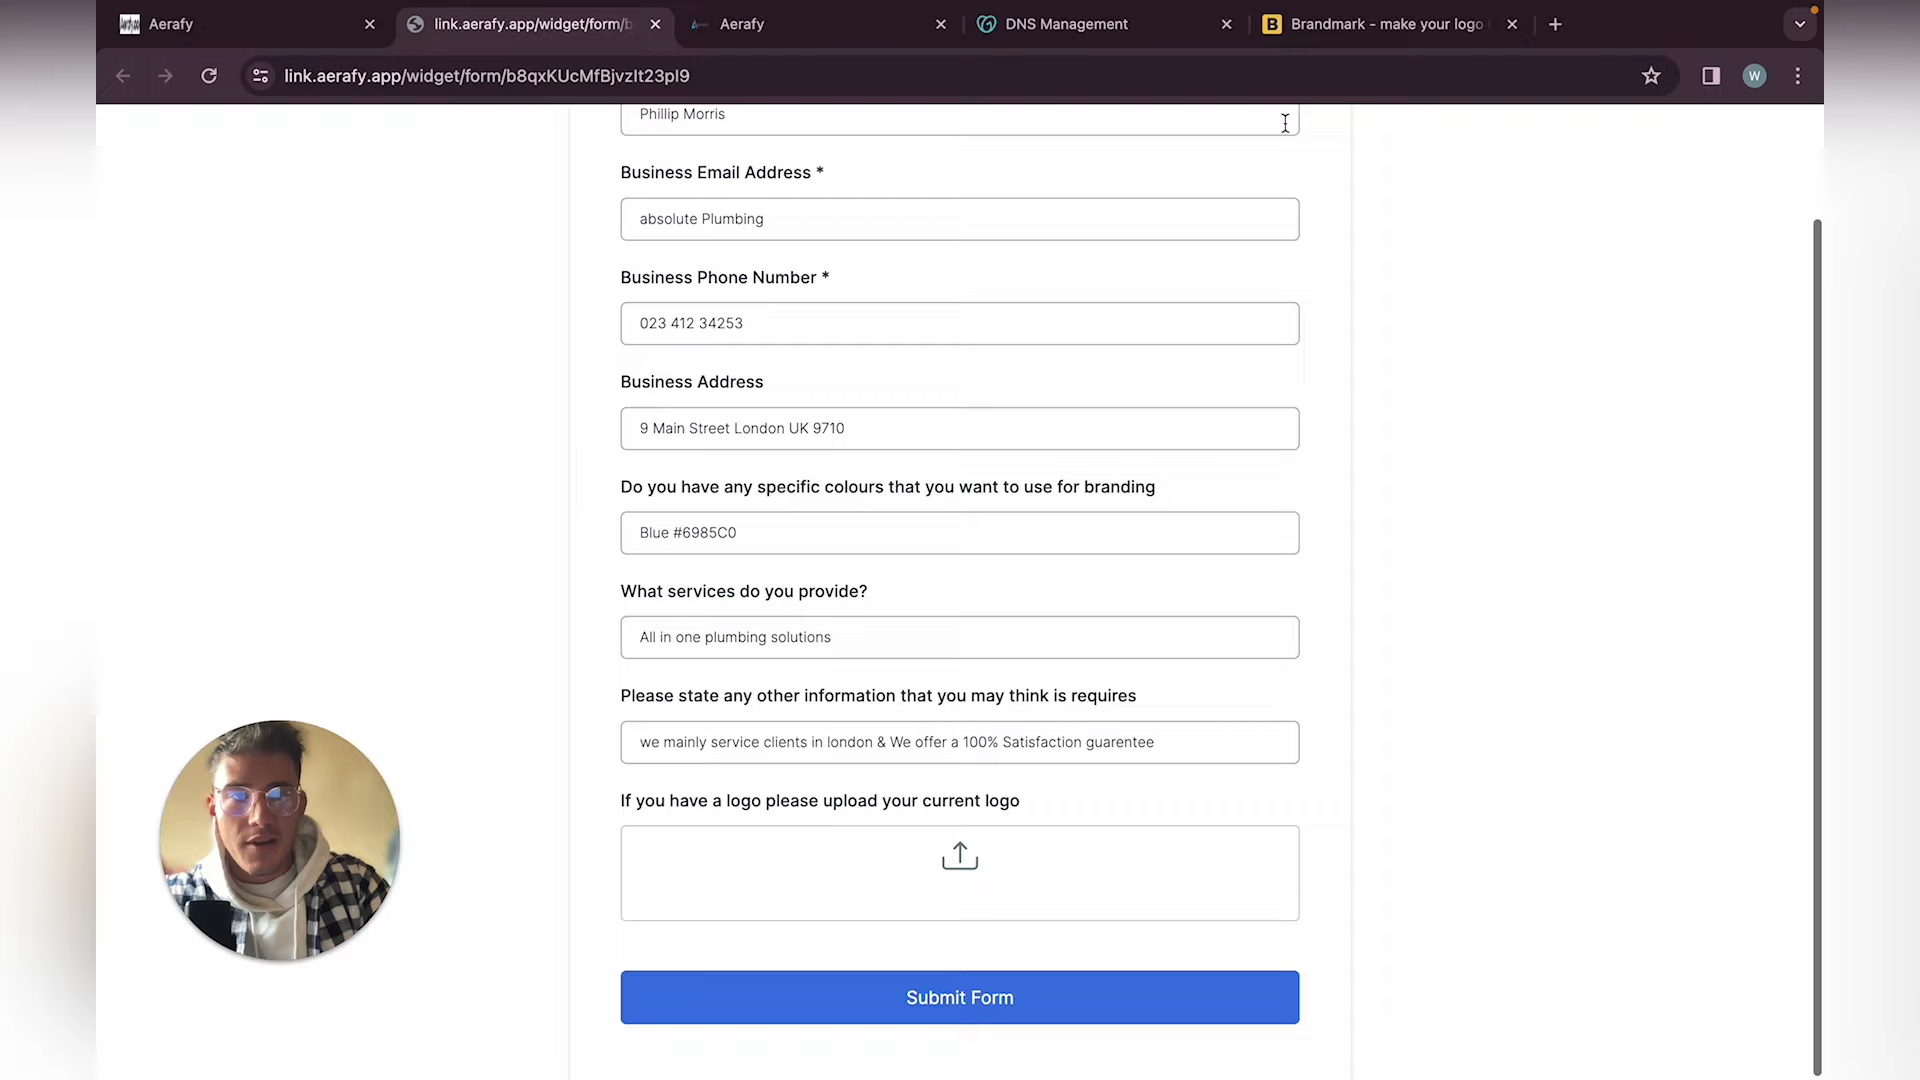 Aerafy
link.aerafy.app/widget/form/b
Aerafy
DNS Management
Brandmark - make your logo
link.aerafy.app/widget/form/b8qxKUcMfBjvzIt23pI9
W
Phillip Morris
Business Email Address *
absolute Plumbing
Business Phone Number *
023 412 34253
Business Address
9 Main Street London UK 9710
Do you have any specific colours that you want to use for branding
Blue #6985C0
What services do you provide?
All in one plumbing solutions
Please state any other information that you may think is requires
we mainly service clients in london & We offer a 100% Satisfaction guarentee
If you have a logo please upload your current logo
Submit Form